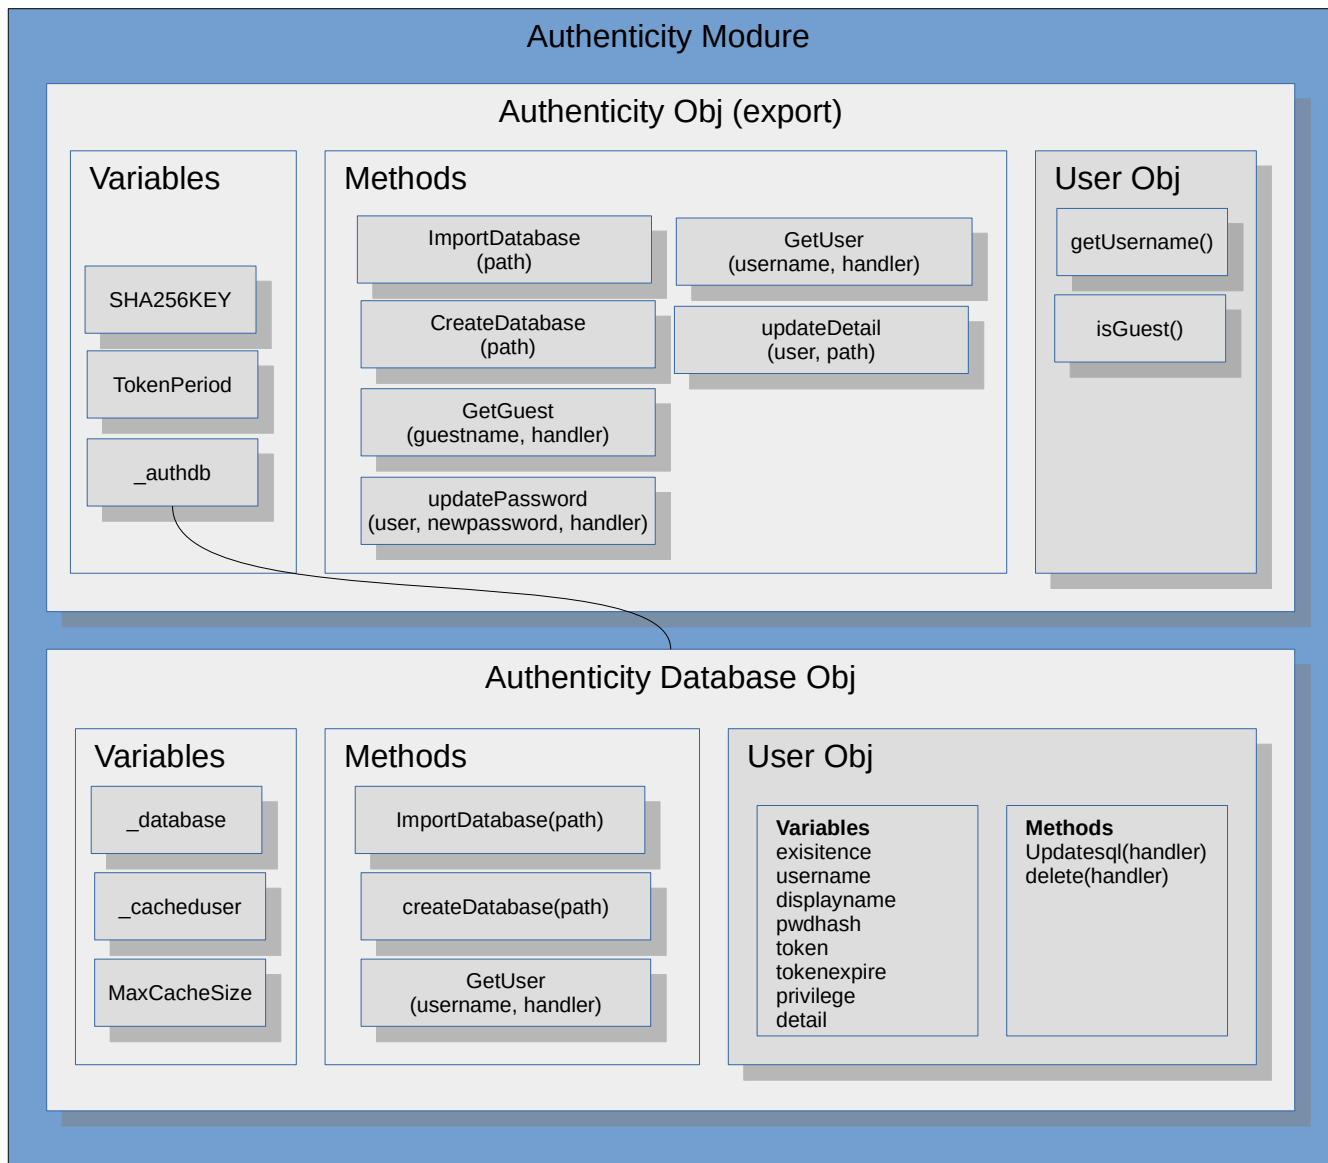 Authenticity Modure
Authenticity Obj (export)
Variables
SHA256KEY
TokenPeriod
_authdb
Methods
ImportDatabase
(path)
CreateDatabase
(path)
GetGuest
(guestname, handler)
updatePassword
(user, newpassword, handler)
GetUser
(username, handler)
updateDetail
(user, path)
User Obj
getUsername()
isGuest()
Authenticity Database Obj
Variables
_database
_cacheduser
MaxCacheSize
Methods
ImportDatabase(path)
createDatabase(path)
GetUser
(username, handler)
User Obj
Variables
exisitence
username
displayname
pwdhash
token
tokenexpire
privilege
detail
Methods
Updatesql(handler)
delete(handler)